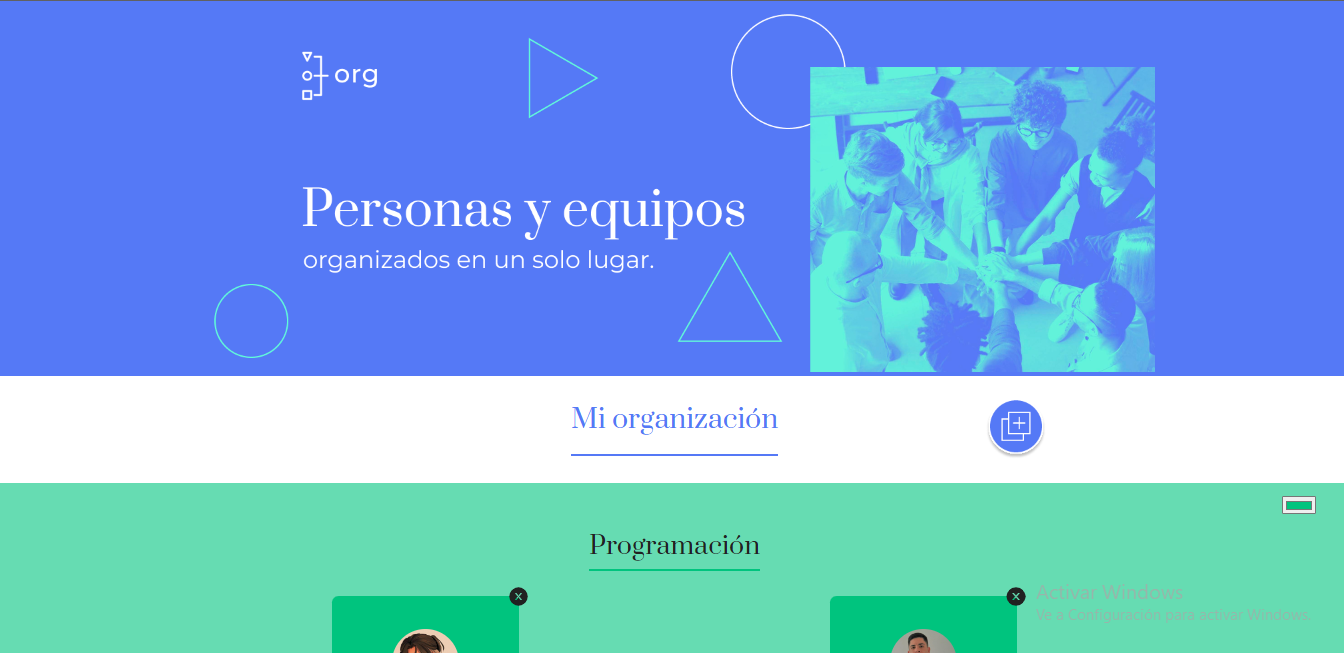 org
Personas y equipos
organizados en un solo lugar.
Mi organización
Programación
Activar Windows
Ve a Configuración para activar Windows.